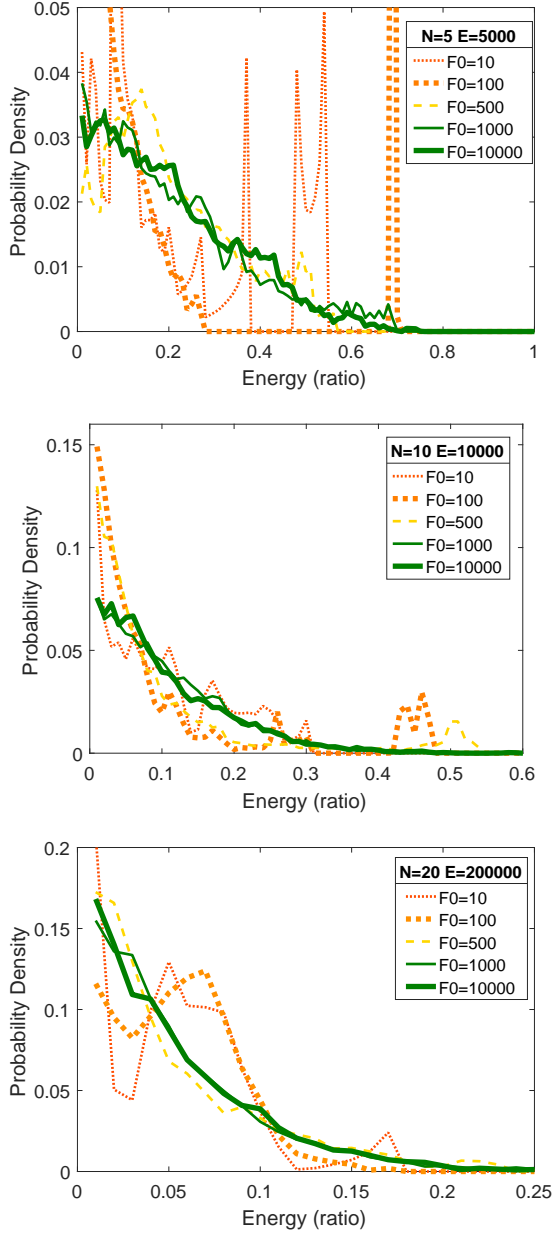 N=5 E=5000
F0=10
F0=100
F0=500
F0=1000
F0=10000
0.05
0.04
0.03
0.02
0.01
0
Probability Density
0 0.2 0.4 0.6 0.8 1
Energy (ratio)
N=10 E=10000
F0=10
F0=100
F0=500
F0=1000
F0=10000
0.15
0.1
0.05
0
Probability Density
0 0.1 0.2 0.3 0.4 0.5 0.6
Energy (ratio)
N=20 E=200000
F0=10
F0=100
F0=500
F0=1000
F0=10000
0.2
0.15
0.1
0.05
0
Probability Density
0 0.05 0.1 0.15 0.2 0.25
Energy (ratio)